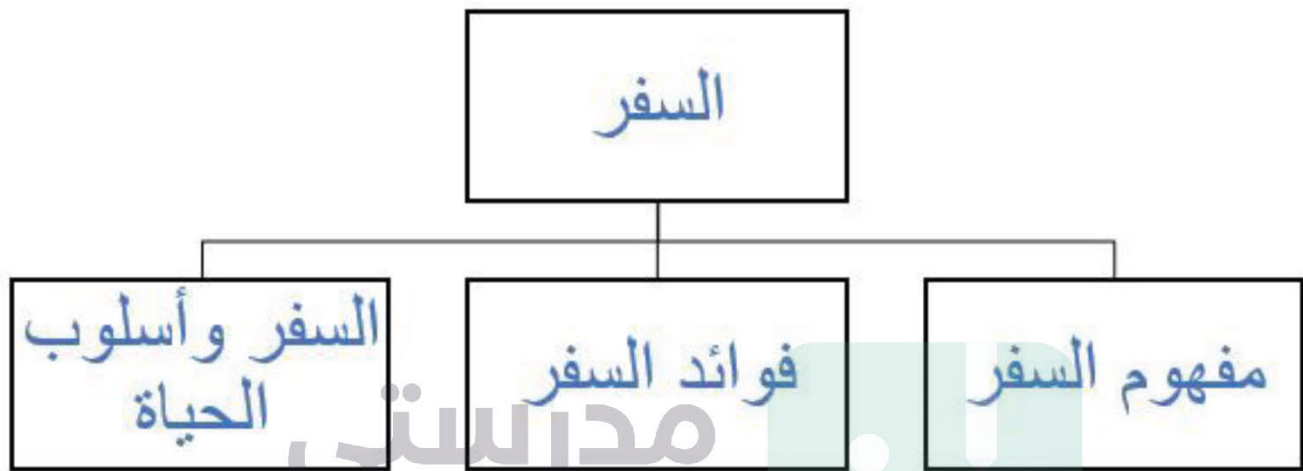 السفر
مفهوم السفر
فوائد السفر
السفر وأسلوب
الحياة
مدرستي